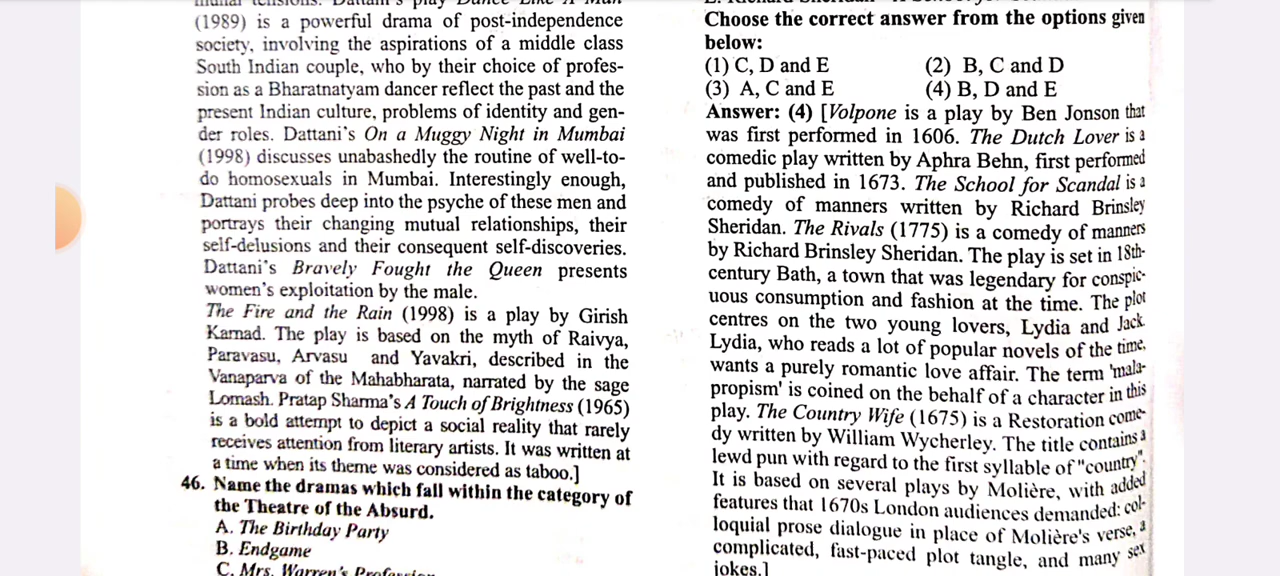 (1989) is a powerful drama of post-independence
society, involving the aspirations of a middle class
South Indian couple, who by their choice of profes-
sion as a Bharatnatyam dancer reflect the past and the
present Indian culture, problems of identity and gen-
der roles. Dattani's On a Muggy Night in Mumbai
(1998) discusses unabashedly the routine of well-to-
do homosexuals in Mumbai. Interestingly enough,
Dattani probes deep into the psyche of these men and
portrays their changing mutual relationships, their
self-delusions and their consequent self-discoveries.
Dattani's Bravely Fought the Queen presents
women's exploitation by the male.
The Fire and the Rain (1998) is a play by Girish
Karnad. The play is based on the myth of Raivya,
Paravasu, Arvasu and Yavakri, described in the
Vanaparva of the Mahabharata, narrated by the sage
Lomash. Pratap Sharma's A Touch of Brightness (1965)
is a bold attempt to depict a social reality that rarely
receives attention from literary artists. It was written at
a time when its theme was considered as taboo.]
46. Name the dramas which fall within the category of
the Theatre of the Absurd.
A. The Birthday Party
B. Endgame
C. Mrs. Warren's Profession
Choose the correct answer from the options given
below:
(1) C, D and E (2) B, C and D
(3) A, C and E (4) B, D and E
Answer: (4) [Volpone is a play by Ben Jonson that
was first performed in 1606. The Dutch Lover is a
comedic play written by Aphra Behn, first performed
and published in 1673. The School for Scandal is a
comedy of manners written by Richard Brinsley
Sheridan. The Rivals (1775) is a comedy of manners
by Richard Brinsley Sheridan. The play is set in 18th-
century Bath, a town that was legendary for conspic-
uous consumption and fashion at the time. The plot
centres on the two young lovers, Lydia and Jack.
Lydia, who reads a lot of popular novels of the time,
wants a purely romantic love affair. The term 'mala-
propism' is coined on the behalf of a character in this
play. The Country Wife (1675) is a Restoration come-
dy written by William Wycherley. The title contains a
lewd pun with regard to the first syllable of "country".
It is based on several plays by Molière, with added
features that 1670s London audiences demanded: col-
loquial prose dialogue in place of Molière's verse, a
complicated, fast-paced plot tangle, and many sex
jokes.]